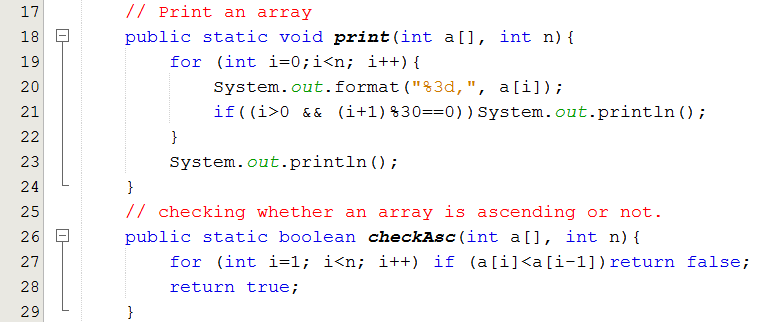 17 // Print an array
18 public static void print(int a[], int n){
19 for (int i=0;i<n; i++){
20 System.out.format("%3d,", a[i]);
21 if((i>0 && (i+1)%30==0))System.out.println();
22 }
23 System.out.println();
24 }
25 // checking whether an array is ascending or not.
26 public static boolean checkAsc(int a[], int n){
27 for (int i=1; i<n; i++) if (a[i]<a[i-1])return false;
28 return true;
29 }